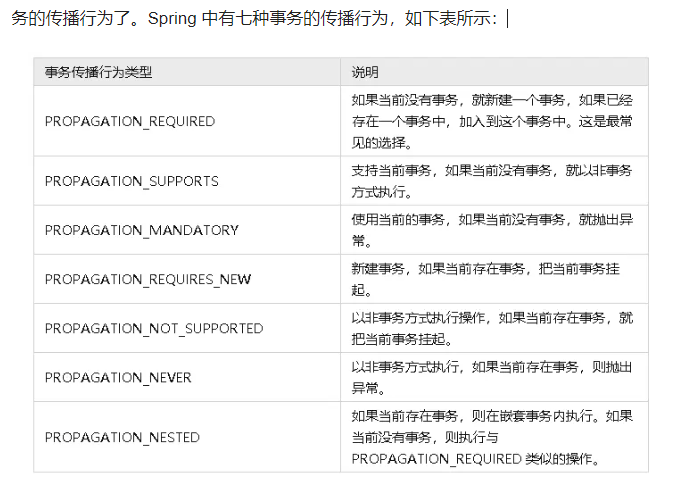 务的传播行为了。Spring 中有七种事务的传播行为，如下表所示：
事务传播行为类型
说明
PROPAGATION_REQUIRED
如果当前没有事务，就新建一个事务，如果已经
存在一个事务中，加入到这个事务中。这是最常
见的选择。
PROPAGATION_SUPPORTS
支持当前事务，如果当前没有事务，就以非事务
方式执行。
PROPAGATION_MANDATORY
使用当前的事务，如果当前没有事务，就抛出异
常。
PROPAGATION_REQUIRES_NEW
新建事务，如果当前存在事务，把当前事务挂
起。
PROPAGATION_NOT_SUPPORTED
以非事务方式执行操作，如果当前存在事务，就
把当前事务挂起。
PROPAGATION_NEVER
以非事务方式执行，如果当前存在事务，则抛出
异常。
PROPAGATION_NESTED
如果当前存在事务，则在嵌套事务内执行。如果
当前没有事务，则执行与
PROPAGATION_REQUIRED 类似的操作。